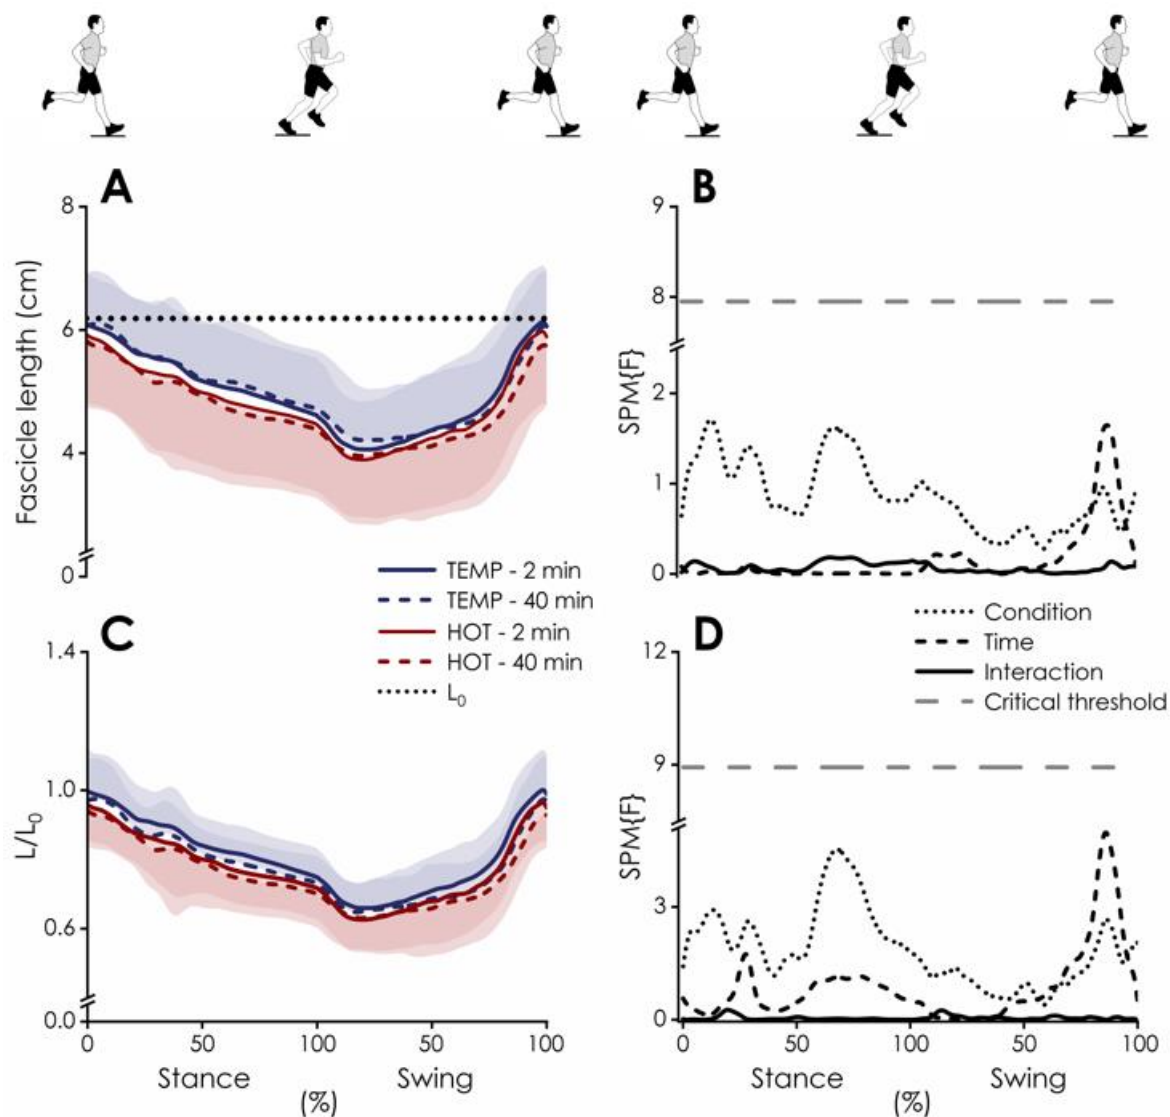 A
B
8
6
4
0
Fascicle length (cm)
9
8
2
1
0
SPM{F}
TEMP - 2 min
TEMP - 40 min
HOT - 2 min
HOT - 40 min
L0
Condition
Time
Interaction
Critical threshold
C
D
1.4
1.0
0.6
0.0
L/L0
12
9
3
0
SPM{F}
0 50 100 50 100
Stance Swing
(%)
0 50 100 50 100
Stance Swing
(%)